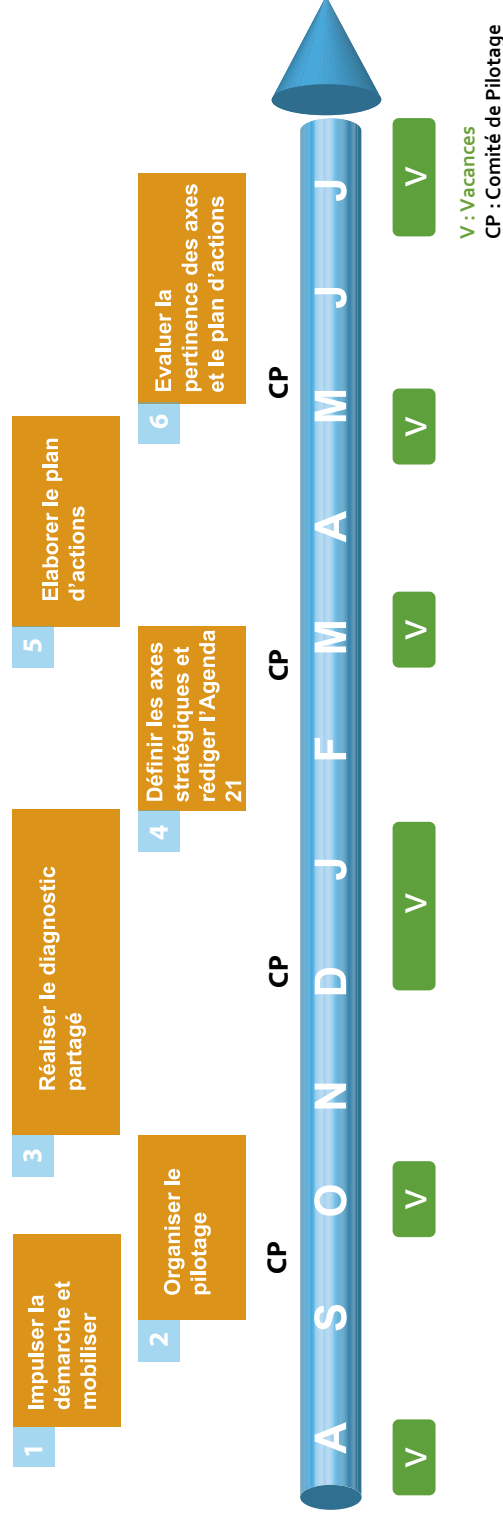 1
Impulser la
démarche et
mobiliser
2
Organiser le
pilotage
3
Réaliser le diagnostic
partagé
4
Définir les axes
stratégiques et
rédiger l’Agenda
21
5
Elaborer le plan
d’actions
6
Evaluer la
pertinence des axes
et le plan d’actions
CP CP CP CP
A S O N D J F M A M J J
V V V V V V
V : Vacances
CP : Comité de Pilotage